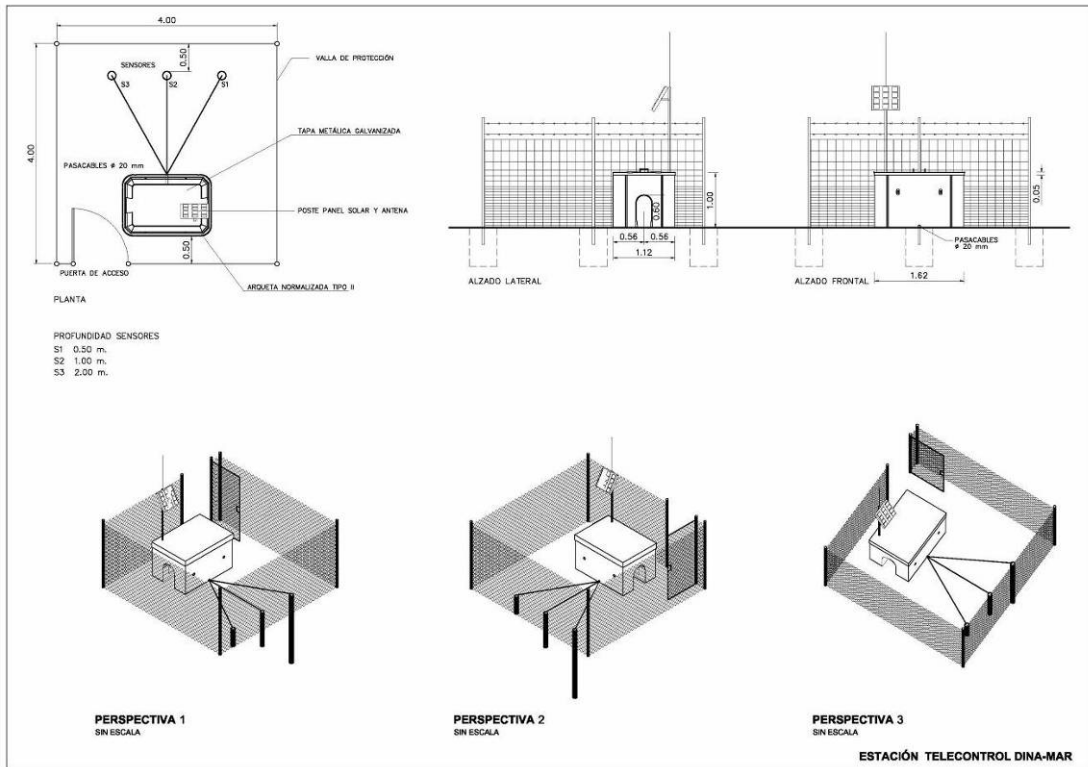 4.00
4.00
0.50
SENSORES
S3
S2
S1
VALLA DE PROTECCIÓN
TAPA METÁLICA GALVANIZADA
PASACABLES ø 20 mm
POSTE PANEL SOLAR Y ANTENA
0.50
PUERTA DE ACCESO
ARQUETA NORMALIZADA TIPO II
PLANTA
PROFUNDIDAD SENSORES
S1 0.50 m.
S2 1.00 m.
S3 2.00 m.
0.60
1.00
0.56
0.56
1.12
ALZADO LATERAL
0.05
PASACABLES
ø 20 mm
1.62
ALZADO FRONTAL
PERSPECTIVA 1
SIN ESCALA
PERSPECTIVA 2
SIN ESCALA
PERSPECTIVA 3
SIN ESCALA
ESTACIÓN TELECONTROL DINA-MAR